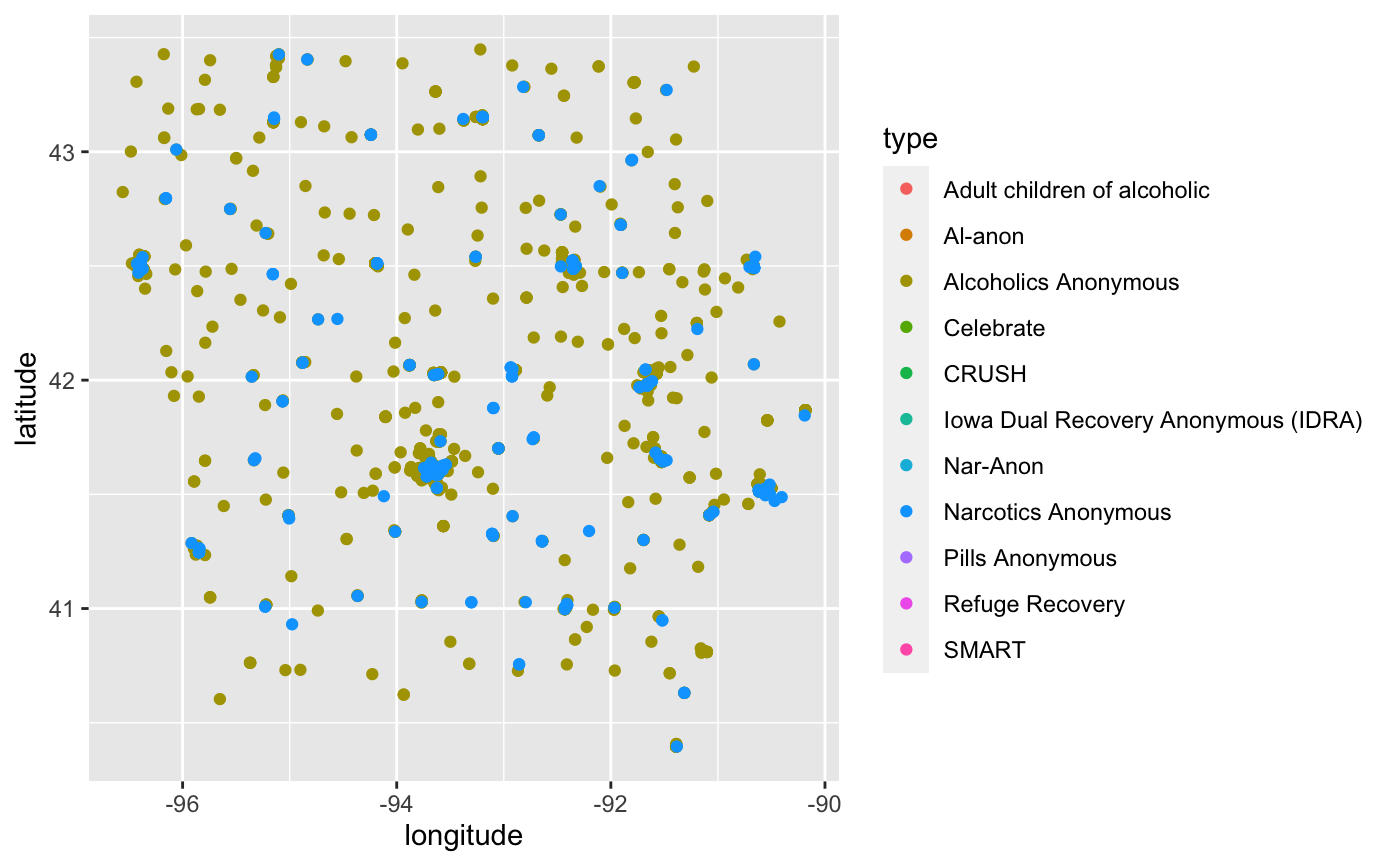 type
Adult children of alcoholic
Al-anon
Alcoholics Anonymous
Celebrate
CRUSH
Iowa Dual Recovery Anonymous (IDRA)
Nar-Anon
Narcotics Anonymous
Pills Anonymous
Refuge Recovery
SMART
latitude
43
42
41
-96
-94
-92
-90
longitude